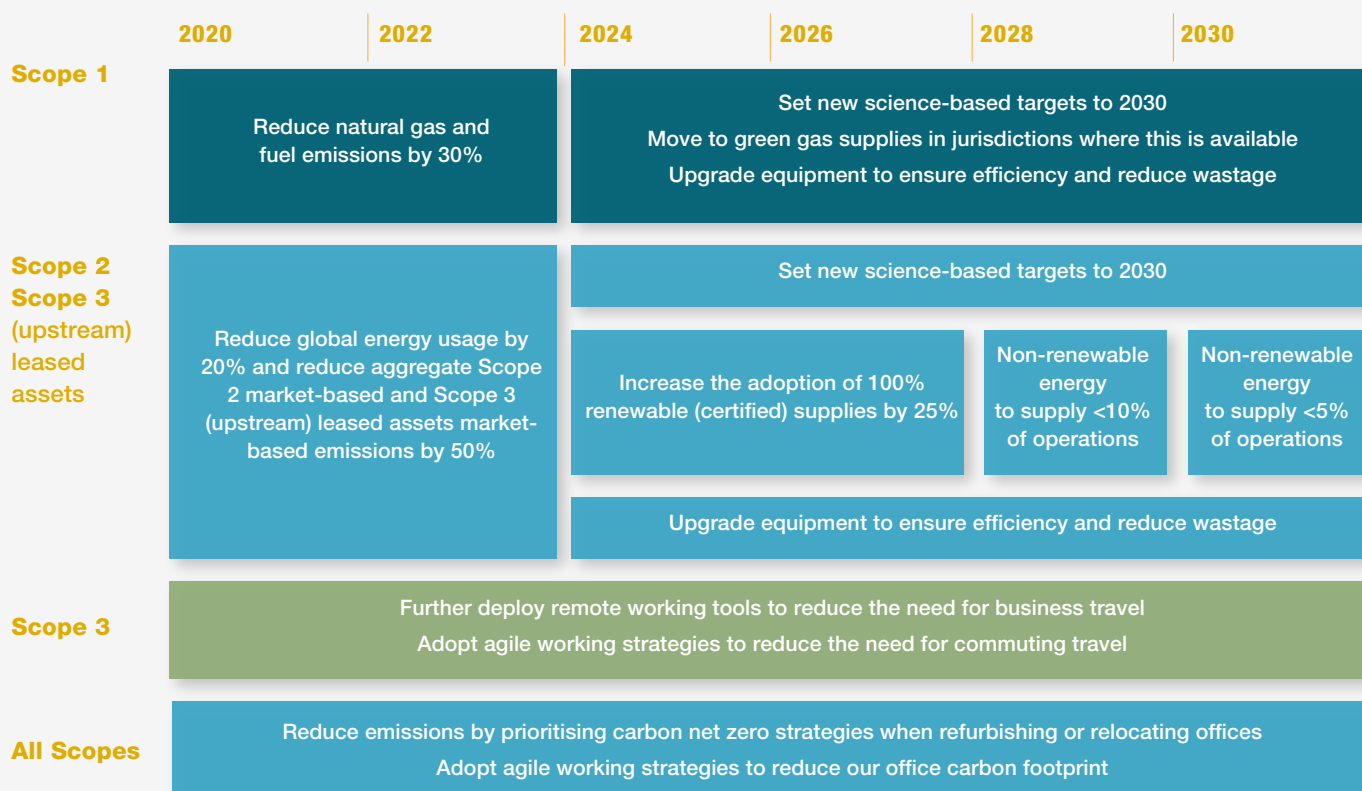 2020
2022
2024
2026
2028
2030
Scope 1
Reduce natural gas and
fuel emissions by 30%
Set new science-based targets to 2030
Move to green gas supplies in jurisdictions where this is available
Upgrade equipment to ensure efficiency and reduce wastage
Scope 2
Scope 3
(upstream)
leased
assets
Reduce global energy usage by
20% and reduce aggregate Scope
2 market-based and Scope 3
(upstream) leased assets market-
based emissions by 50%
Set new science-based targets to 2030
Increase the adoption of 100%
renewable (certified) supplies by 25%
Non-renewable
energy
to supply <10%
of operations
Non-renewable
energy
to supply <5%
of operations
Upgrade equipment to ensure efficiency and reduce wastage
Scope 3
Further deploy remote working tools to reduce the need for business travel
Adopt agile working strategies to reduce the need for commuting travel
All Scopes
Reduce emissions by prioritising carbon net zero strategies when refurbishing or relocating offices
Adopt agile working strategies to reduce our office carbon footprint